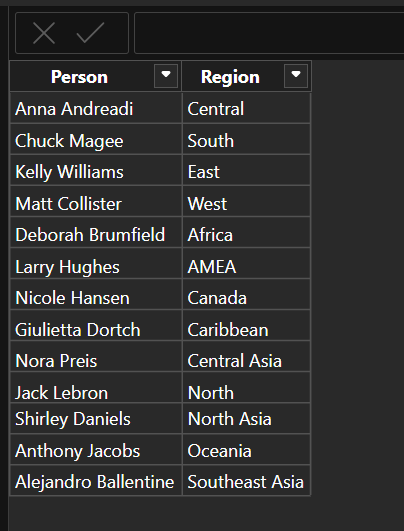 Person Region
Anna Andreadi Central
Chuck Magee South
Kelly Williams East
Matt Collister West
Deborah Brumfield Africa
Larry Hughes AMEA
Nicole Hansen Canada
Giulietta Dortch Caribbean
Nora Preis Central Asia
Jack Lebron North
Shirley Daniels North Asia
Anthony Jacobs Oceania
Alejandro Ballentine Southeast Asia